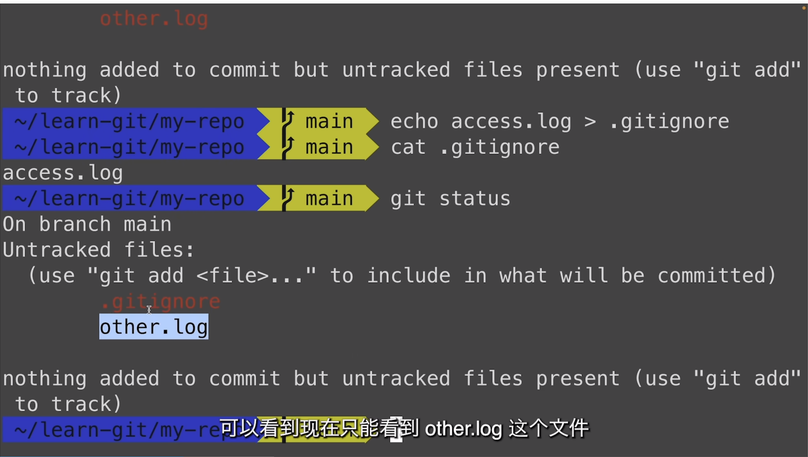 other.log
nothing added to commit but untracked files present (use "git add"
to track)
~/learn-git/my-repo main echo access.log > .gitignore
~/learn-git/my-repo main cat .gitignore
access.log
~/learn-git/my-repo main git status
On branch main
Untracked files:
(use "git add <file>..." to include in what will be committed)
.gitignore
other.log
nothing added to commit but untracked files present (use "git add"
to track)
~/learn-git/my-repo
可以看到现在只能看到 other.log 这个文件